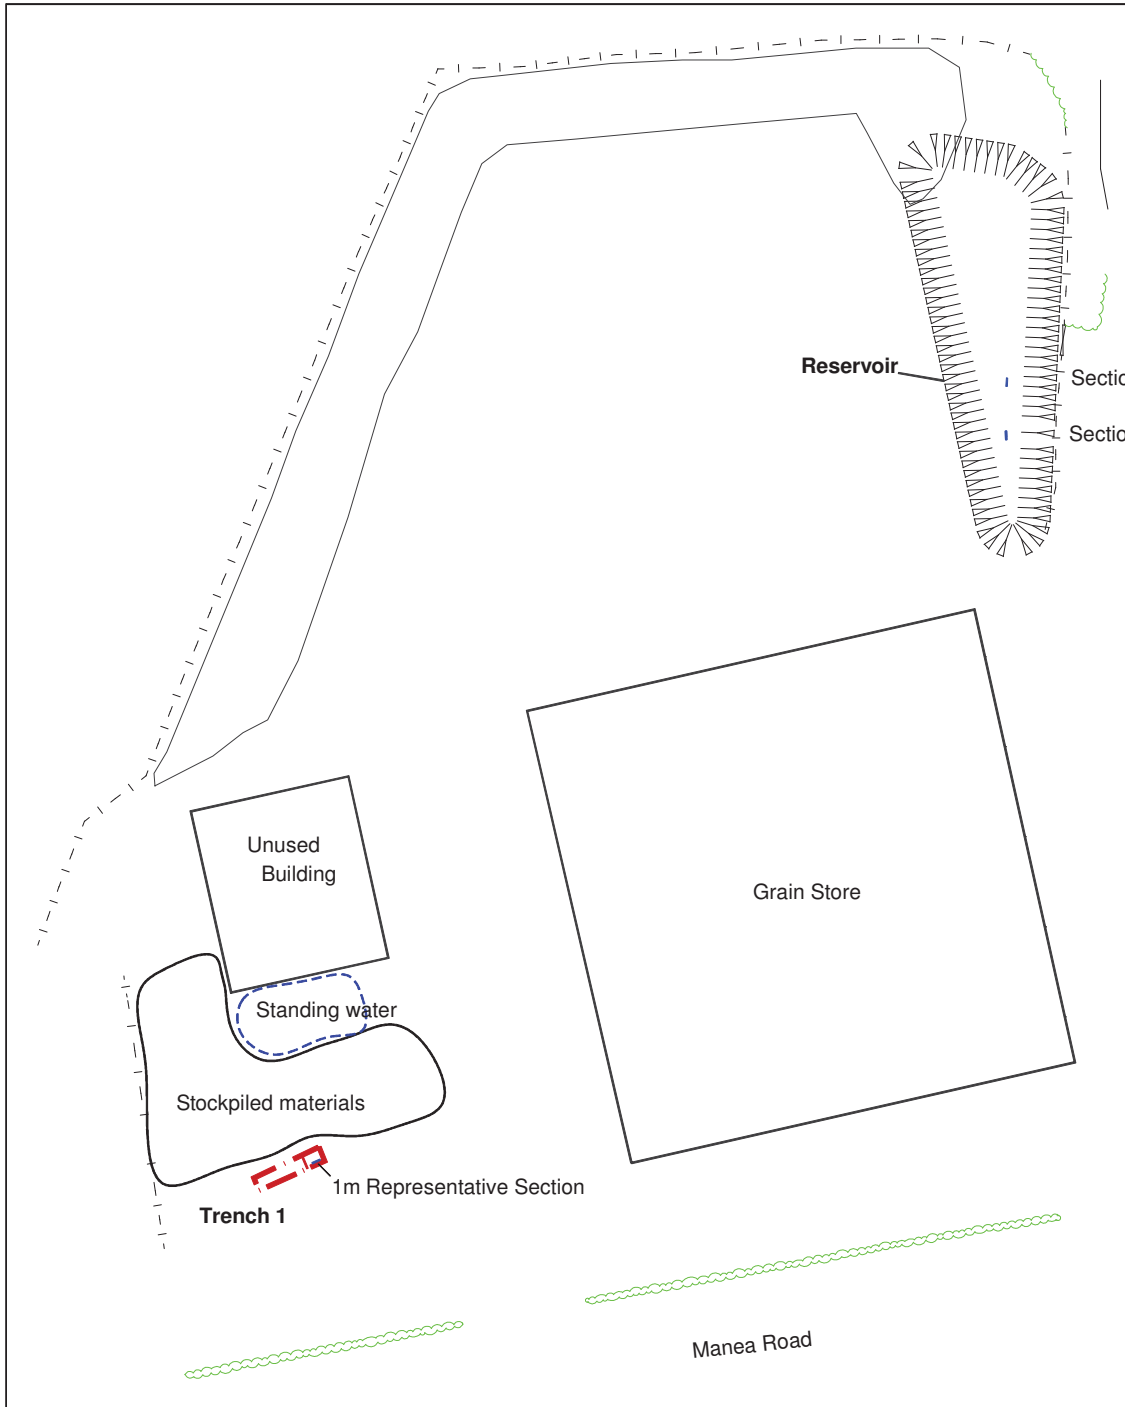 Reservoir
Sectio
Sectio
Unused
Building
Grain Store
Standing water
Stockpiled materials
1m Representative Section
Trench 1
Manea Road